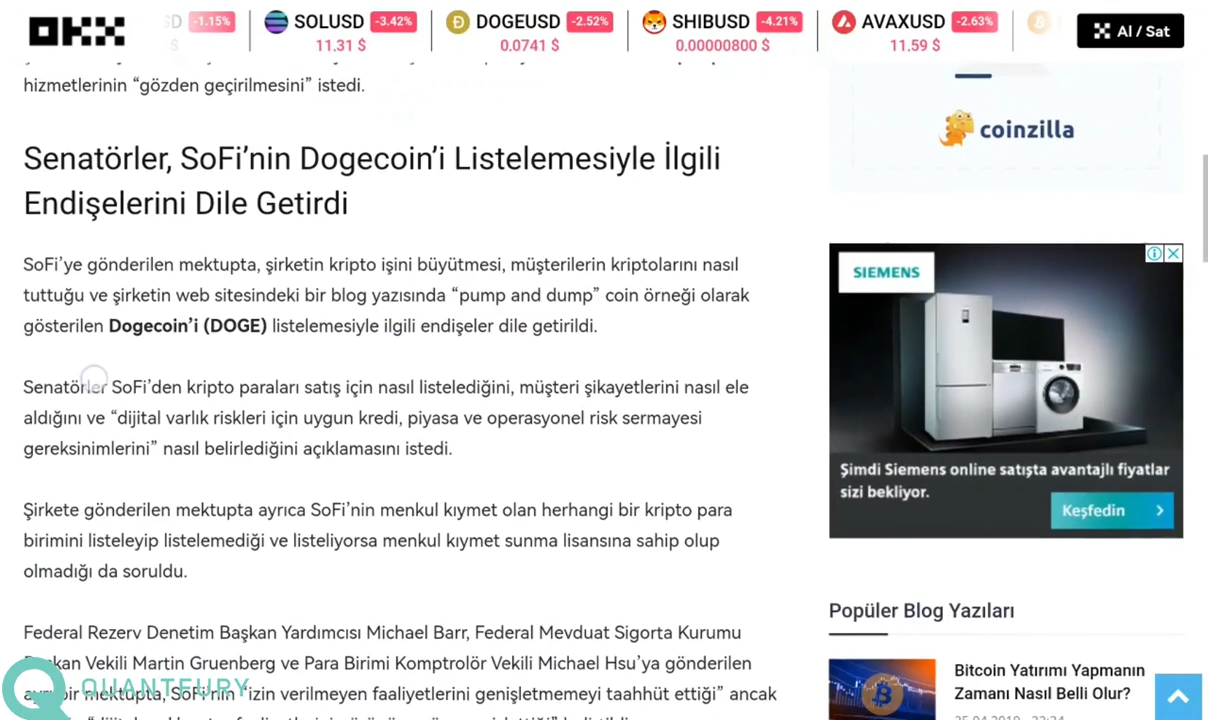 OKX
SD -1.15%
$
SOLUSD -3.42%
11.31 $
DOGEUSD -2.52%
0.0741 $
SHIBUSD -4.21%
0.00000800 $
AVAXUSD -2.63%
11.59 $
Al / Sat
hizmetlerinin “gözden geçirilmesini” istedi.
Senatörler, SoFi’nin Dogecoin’i Listelemesiyle İlgili
Endişelerini Dile Getirdi
SoFi’ye gönderilen mektupta, şirketin kripto işini büyütmesi, müşterilerin kriptolarını nasıl
tuttuğu ve şirketin web sitesindeki bir blog yazısında “pump and dump” coin örneği olarak
gösterilen Dogecoin’i (DOGE) listelemesiyle ilgili endişeler dile getirildi.
Senatörler SoFi’den kripto paraları satış için nasıl listelediğini, müşteri şikayetlerini nasıl ele
aldığını ve “dijital varlık riskleri için uygun kredi, piyasa ve operasyonel risk sermayesi
gereksinimlerini” nasıl belirlediğini açıklamasını istedi.
Şirkete gönderilen mektupta ayrıca SoFi’nin menkul kıymet olan herhangi bir kripto para
birimini listeleyip listelemediği ve listeliyorsa menkul kıymet sunma lisansına sahip olup
olmadığı da soruldu.
Federal Rezerv Denetim Başkan Yardımcısı Michael Barr, Federal Mevduat Sigorta Kurumu
Başkan Vekili Martin Gruenberg ve Para Birimi Komptrolör Vekili Michael Hsu’ya gönderilen
ayrı bir mektupta, SoFi’nin “izin verilmeyen faaliyetlerini genişletmemeyi taahhüt ettiği” ancak
QUANTFURY
coinzilla
SIEMENS
Şimdi Siemens online satışta avantajlı fiyatlar
sizi bekliyor.
Keşfedin
Popüler Blog Yazıları
Bitcoin Yatırımı Yapmanın
Zamanı Nasıl Belli Olur?